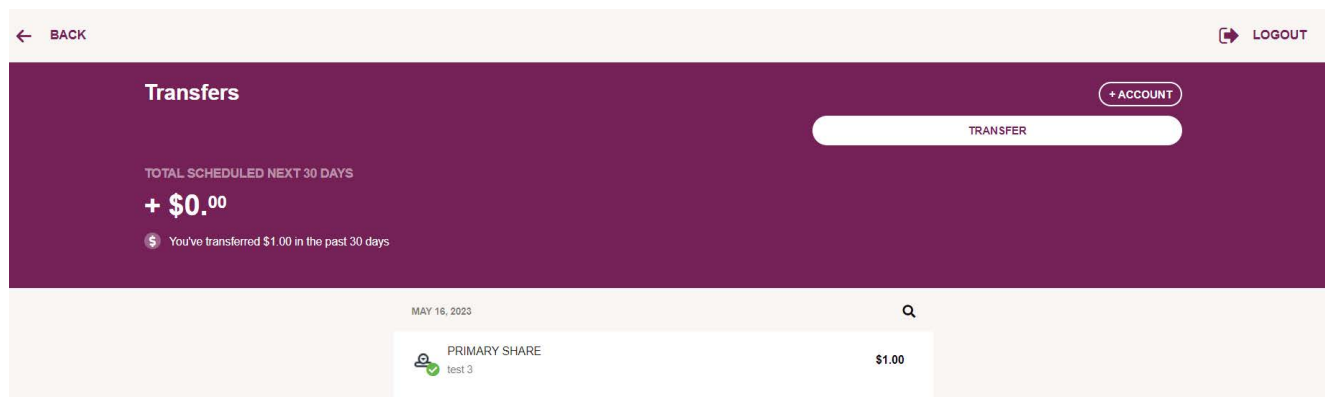 BACK
LOGOUT
Transfers
+ ACCOUNT
TRANSFER
TOTAL SCHEDULED NEXT 30 DAYS
+ $0.00
You've transferred $1.00 in the past 30 days
MAY 16, 2023
PRIMARY SHARE
$1.00
test 3